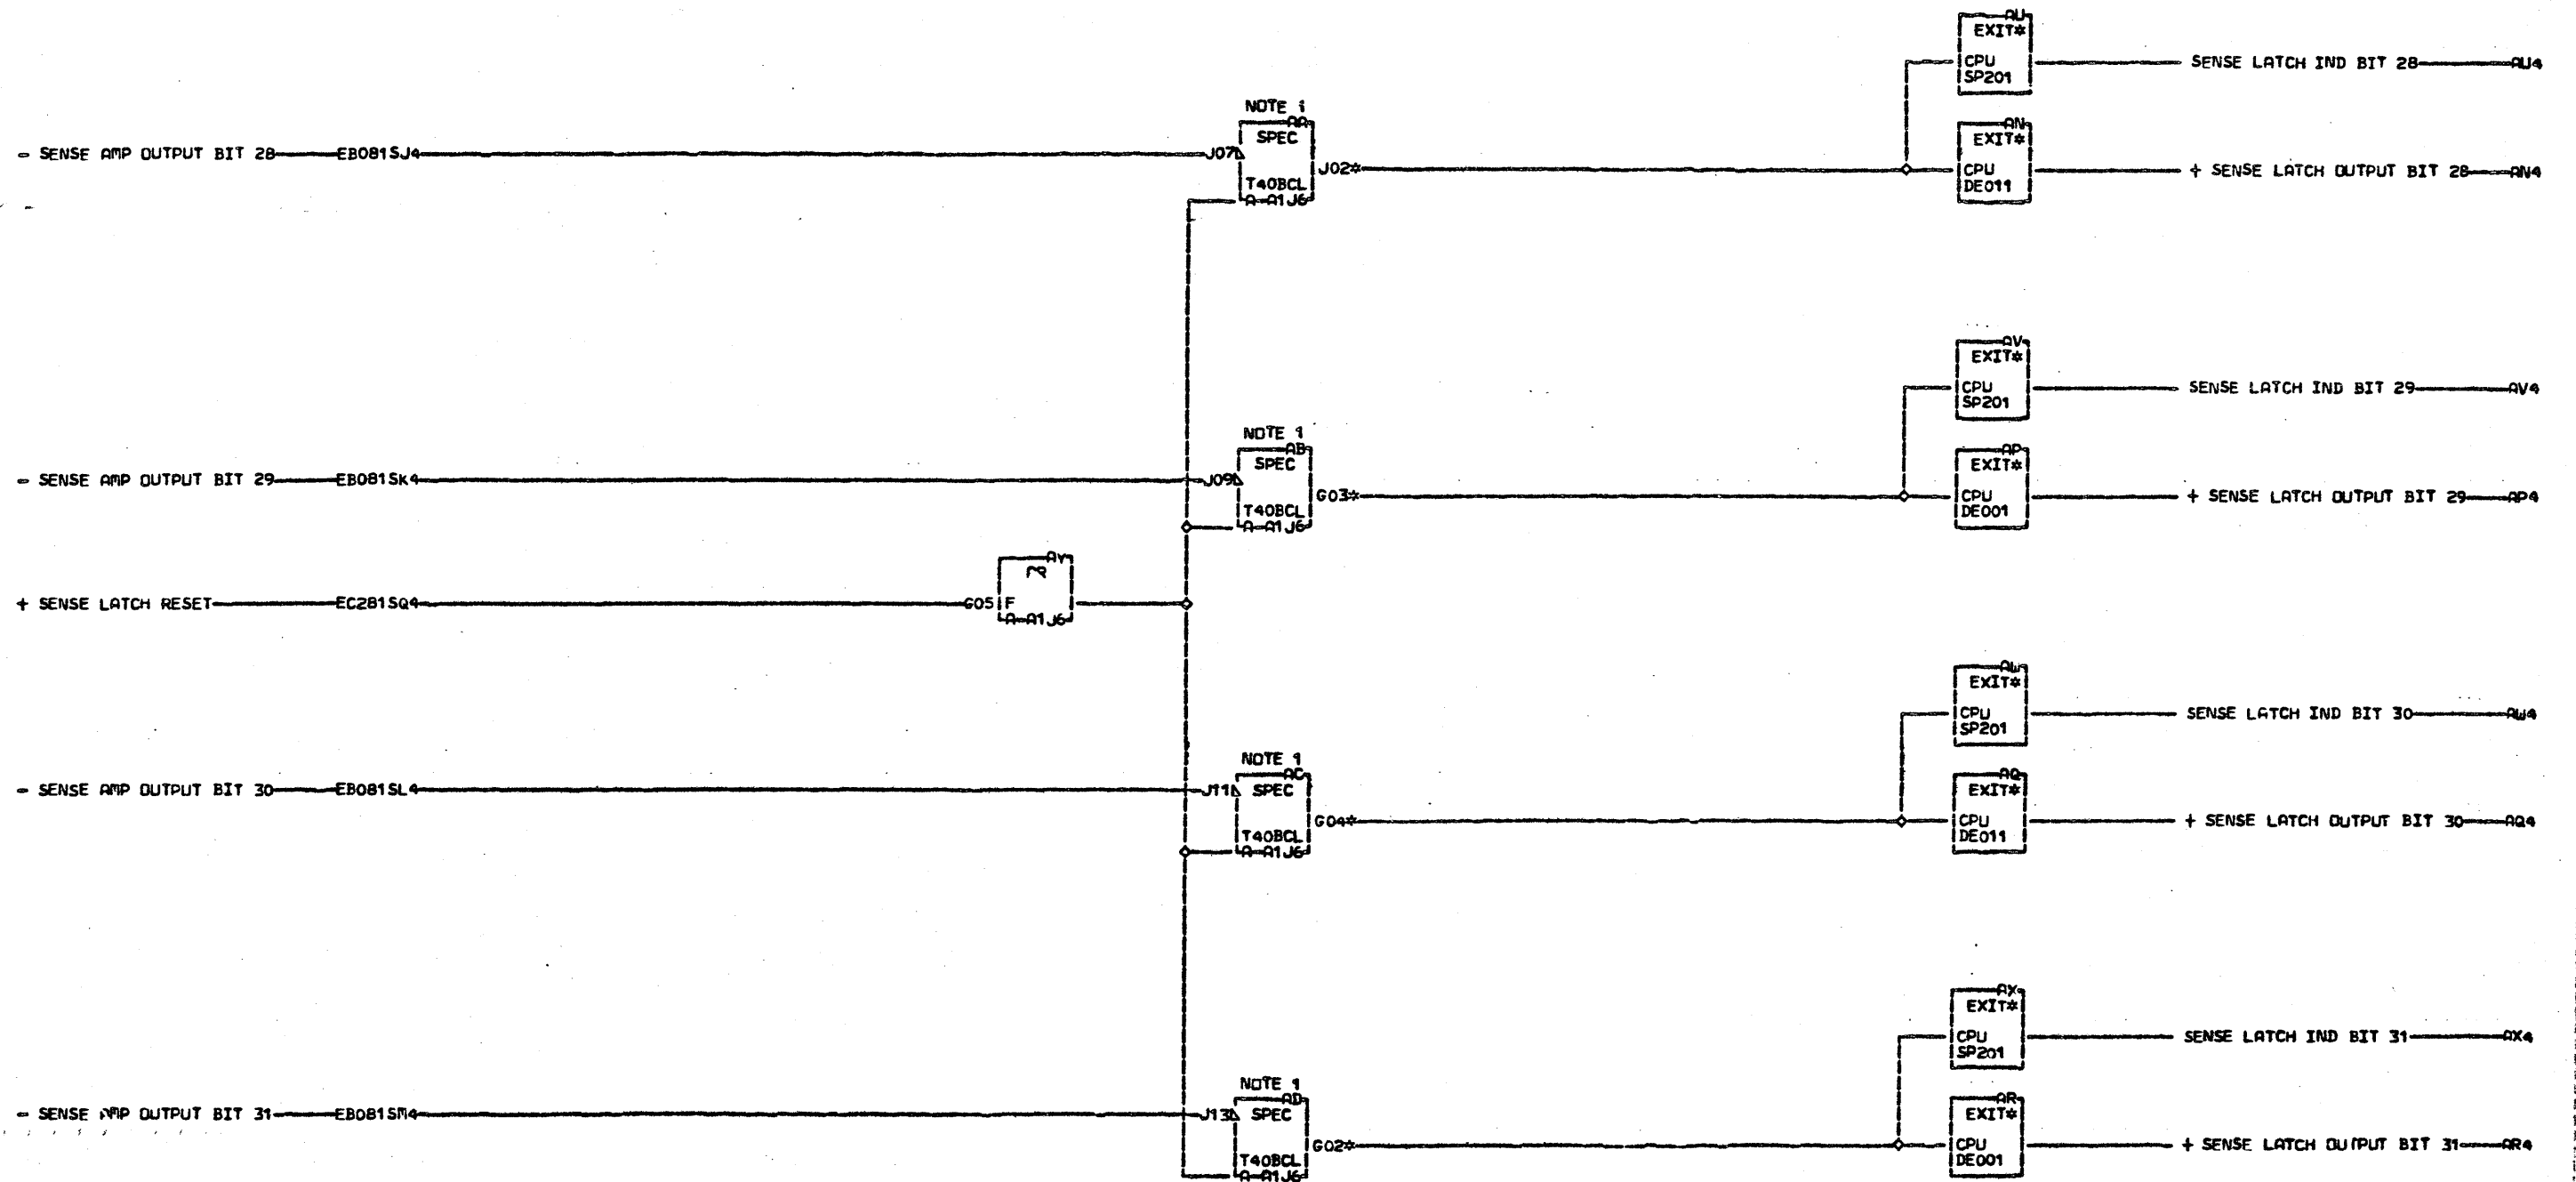 AU
EXIT*
CPU
SP201
SENSE LATCH IND BIT 28 AU4
NOTE 1
AA
SPEC
T40BCL
A-A1J6
- SENSE AMP OUTPUT BIT 28 EB081SJ4 J07
J02*
AN
EXIT*
CPU
DE011
+ SENSE LATCH OUTPUT BIT 28 AN4
AV
EXIT*
CPU
SP201
SENSE LATCH IND BIT 29 AV4
NOTE 1
AB
SPEC
T40BCL
A-A1J6
- SENSE AMP OUTPUT BIT 29 EB081SK4 J09
G03*
AP
EXIT*
CPU
DE001
+ SENSE LATCH OUTPUT BIT 29 AP4
AY
F
A-A1J6
+ SENSE LATCH RESET EC281SQ4 G05
AW
EXIT*
CPU
SP201
SENSE LATCH IND BIT 30 AW4
NOTE 1
AC
SPEC
T40BCL
A-A1J6
- SENSE AMP OUTPUT BIT 30 EB081SL4 J11
G04*
AQ
EXIT*
CPU
DE011
+ SENSE LATCH OUTPUT BIT 30 AQ4
AX
EXIT*
CPU
SP201
SENSE LATCH IND BIT 31 AX4
NOTE 1
AD
SPEC
T40BCL
A-A1J6
- SENSE AMP OUTPUT BIT 31 EB081SM4 J13
G02*
AR
EXIT*
CPU
DE001
+ SENSE LATCH OUTPUT BIT 31 AR4